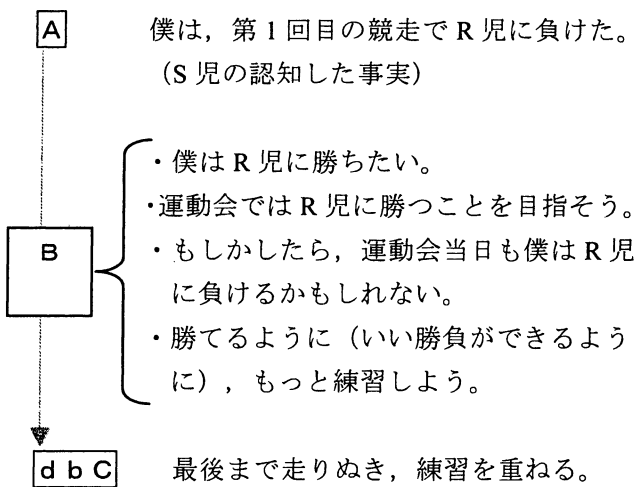 A
僕は，第1回目の競走でR児に負けた。
（S児の認知した事実）
B
・僕はR児に勝ちたい。
・運動会ではR児に勝つことを目指そう。
・もしかしたら，運動会当日も僕はR児
に負けるかもしれない。
・勝てるように（いい勝負ができるよう
に），もっと練習しよう。
d b C
最後まで走りぬき，練習を重ねる。